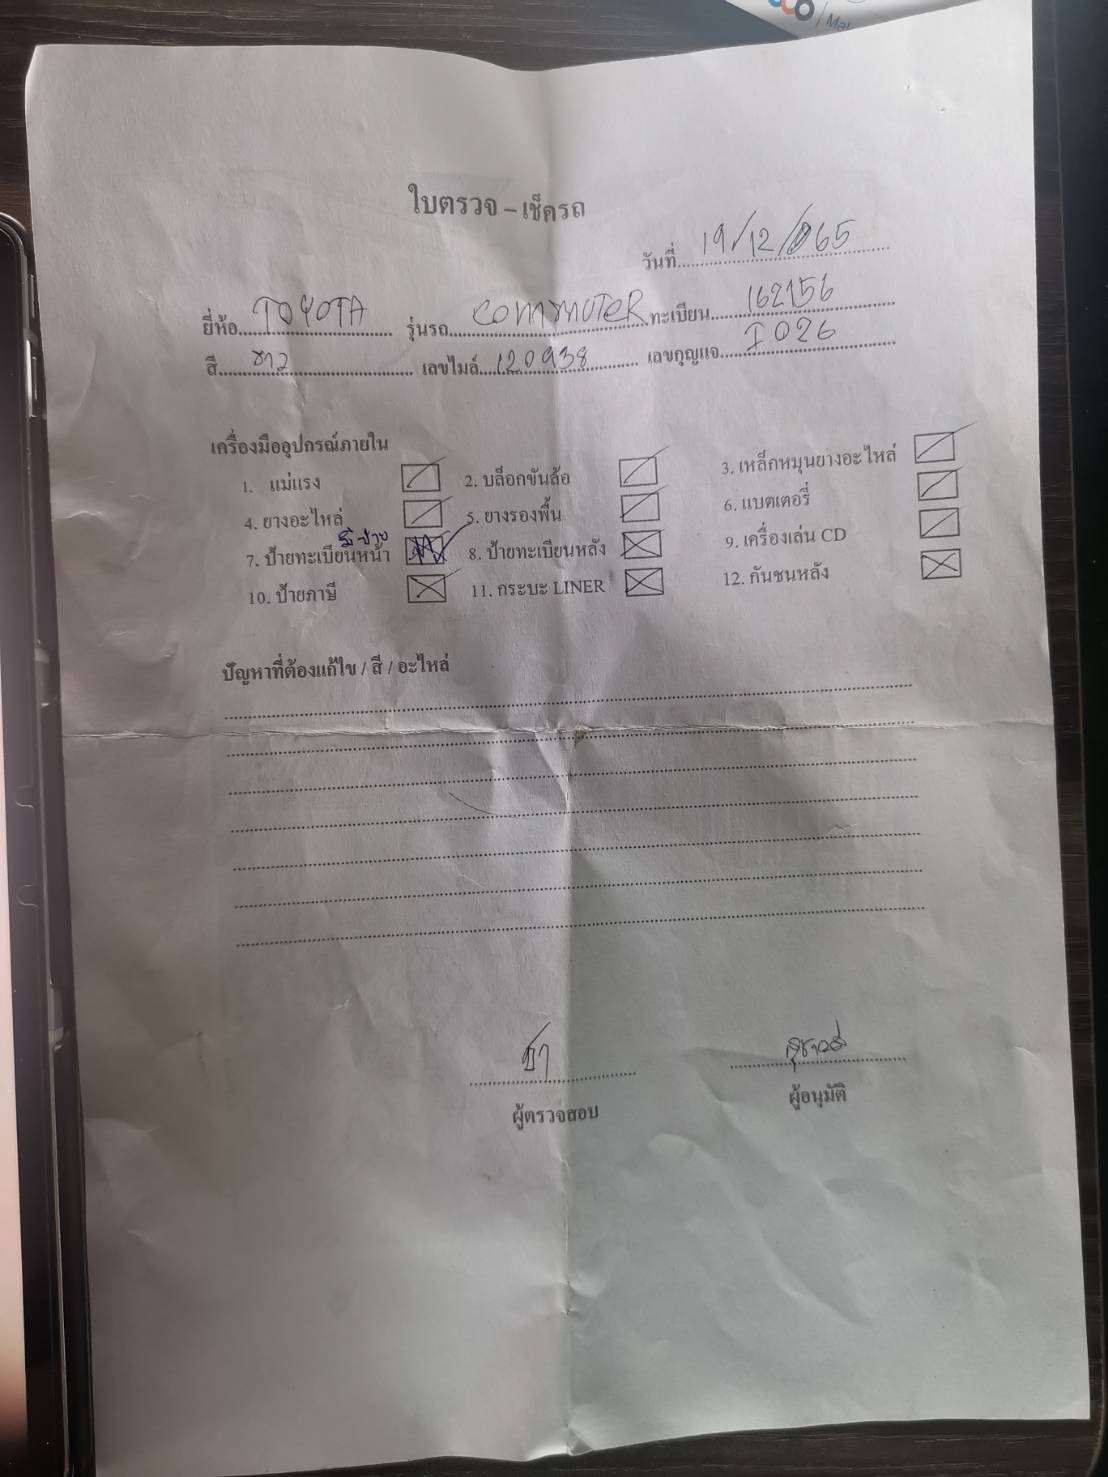 ใบตรวจ – เช็ครถ
วันที่ 19/12/65
ยี่ห้อ TOYOTA รุ่นรถ COMMUTER ทะเบียน 162156
สี ขาว เลขไมล์ 120938 เลขกุญแจ I026
เครื่องมืออุปกรณ์ภายใน
1. แม่แรง 2. บล็อกขันล้อ 3. เหล็กหมุนยางอะไหล่
4. ยางอะไหล่ 5. ยางรองพื้น 6. แบตเตอรี่
มีป้าย
7. ป้ายทะเบียนหน้า 8. ป้ายทะเบียนหลัง 9. เครื่องเล่น CD
10. ป้ายภาษี 11. กระบะ LINER 12. กันชนหลัง
ปัญหาที่ต้องแก้ไข / สี / อะไหล่
ผู้ตรวจสอบ ผู้อนุมัติ